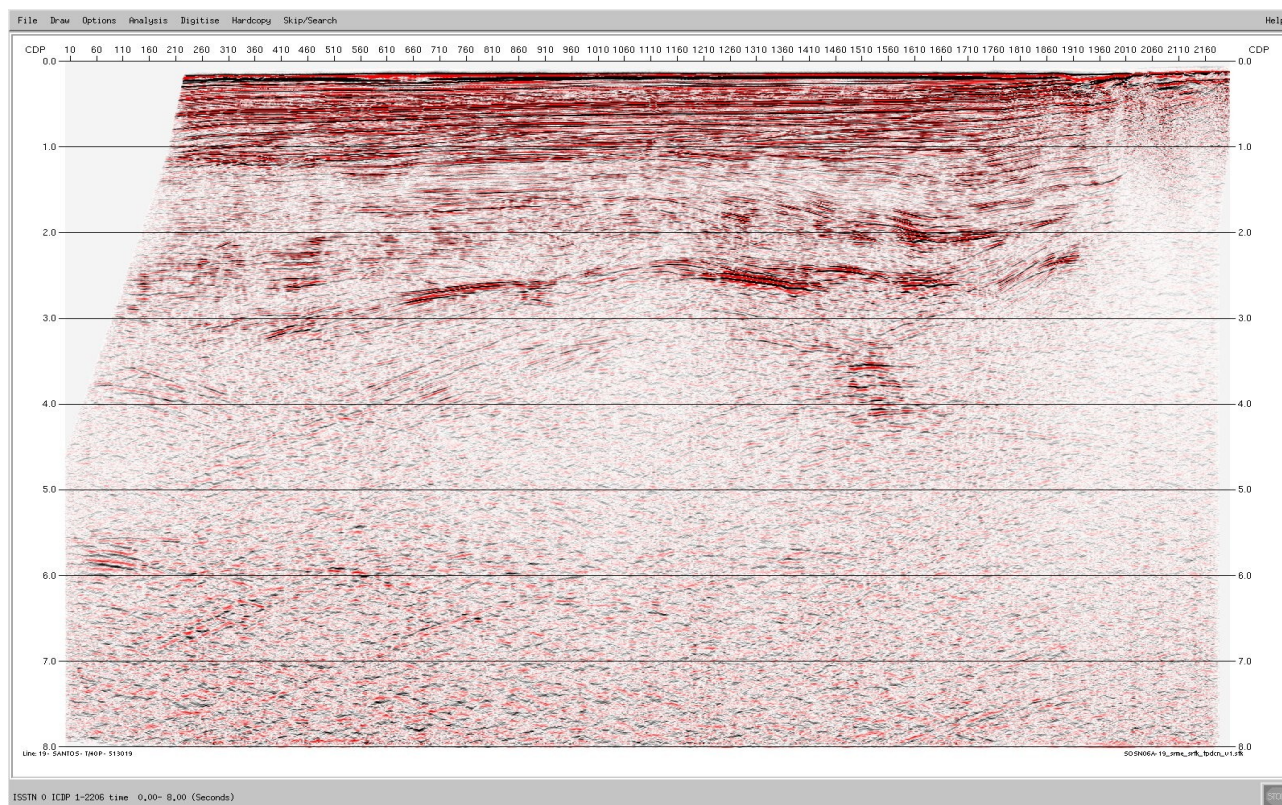 File Draw Options Analysis Digitise Hardcopy Skip/Search Help
CDP 10 60 110 160 210 260 310 360 410 460 510 560 610 660 710 760 810 860 910 960 1010 1060 1110 1160 1210 1260 1310 1360 1410 1460 1510 1560 1610 1660 1710 1760 1810 1860 1910 1960 2010 2060 2110 2160 CDP
0.0 0.0
1.0 1.0
2.0 2.0
3.0 3.0
4.0 4.0
5.0 5.0
6.0 6.0
7.0 7.0
8.0 8.0
Line: 19 - SANTOS - T/40P - S13019 SOSN06A-19_srme_srfk_tpdcn_v1.stk
ISSTN 0 ICDP 1-2206 time 0.00- 8.00 (Seconds)